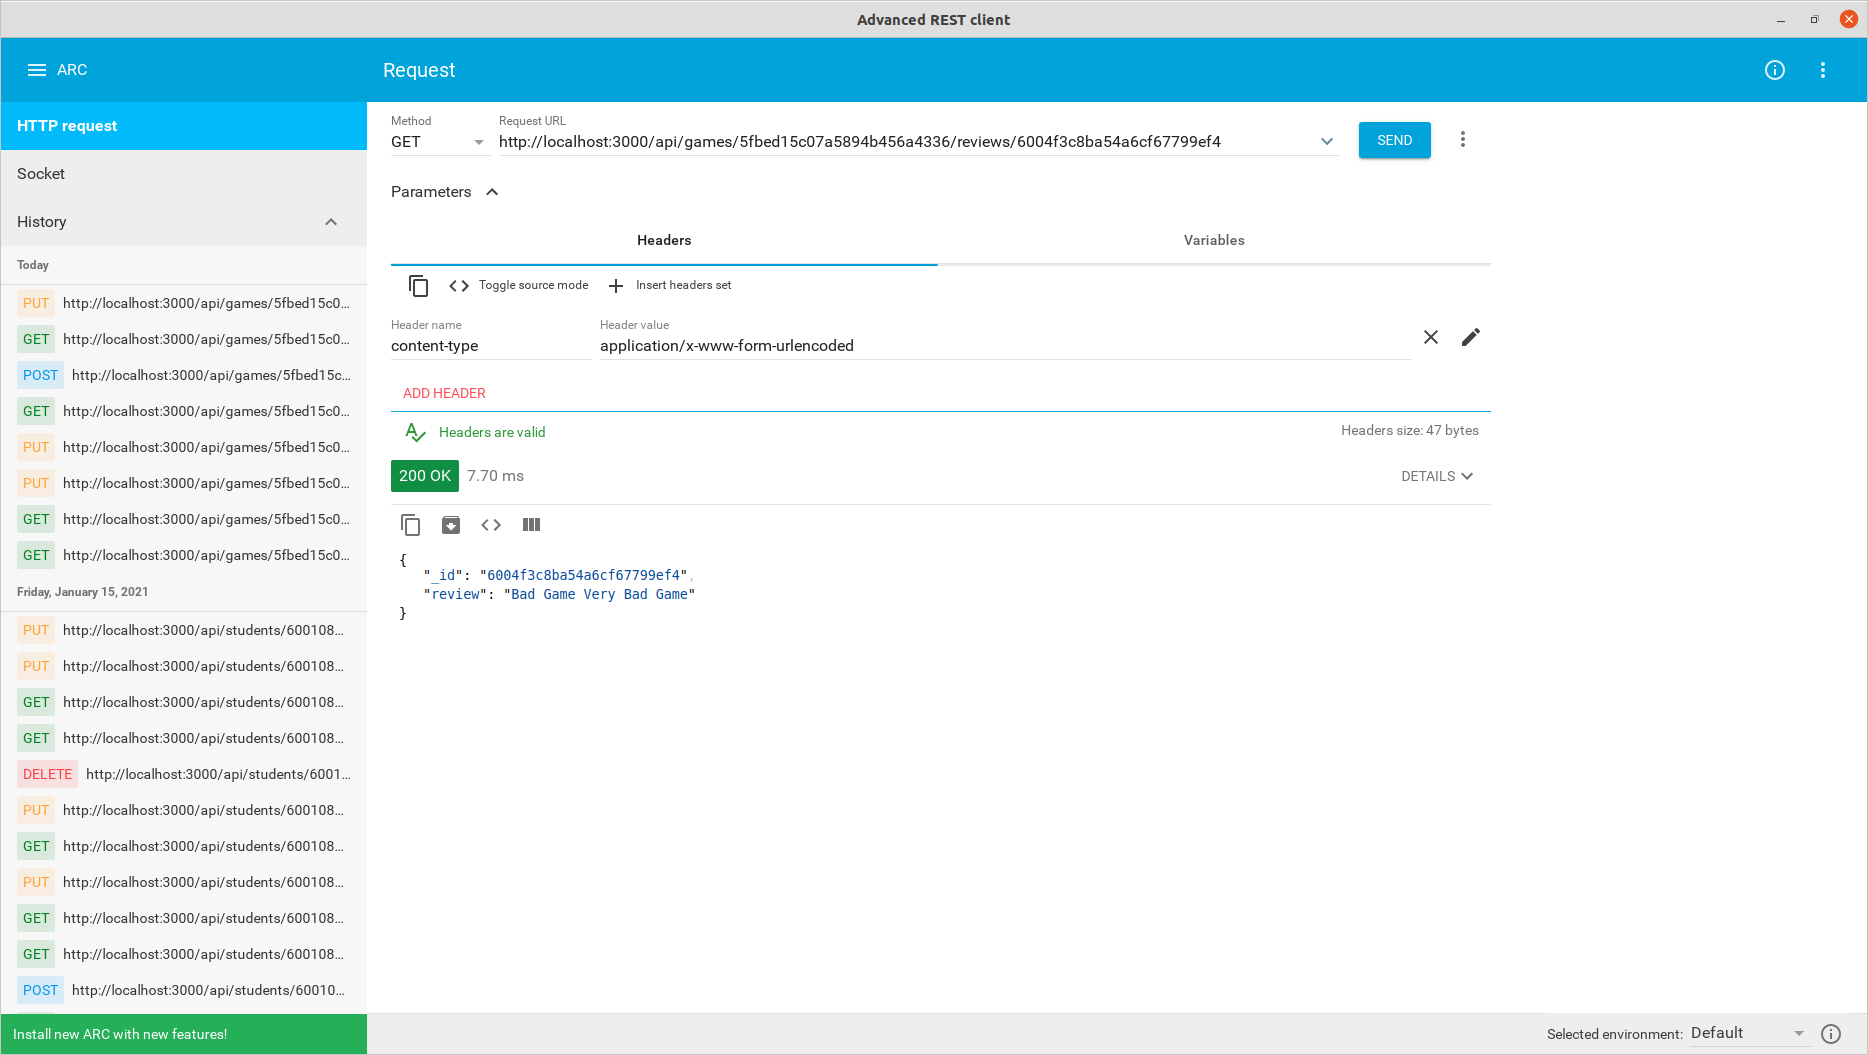 Advanced REST client
ARC
Request
HTTP request
Socket
History
Today
PUT http://localhost:3000/api/games/5fbed15c0...
GET http://localhost:3000/api/games/5fbed15c0...
POST http://localhost:3000/api/games/5fbed15c...
GET http://localhost:3000/api/games/5fbed15c0...
PUT http://localhost:3000/api/games/5fbed15c0...
PUT http://localhost:3000/api/games/5fbed15c0...
GET http://localhost:3000/api/games/5fbed15c0...
GET http://localhost:3000/api/games/5fbed15c0...
Friday, January 15, 2021
PUT http://localhost:3000/api/students/600108...
PUT http://localhost:3000/api/students/600108...
GET http://localhost:3000/api/students/600108...
GET http://localhost:3000/api/students/600108...
DELETE http://localhost:3000/api/students/6001...
PUT http://localhost:3000/api/students/600108...
GET http://localhost:3000/api/students/600108...
PUT http://localhost:3000/api/students/600108...
GET http://localhost:3000/api/students/600108...
GET http://localhost:3000/api/students/600108...
POST http://localhost:3000/api/students/60010...
Install new ARC with new features!
Method
GET
Request URL
http://localhost:3000/api/games/5fbed15c07a5894b456a4336/reviews/6004f3c8ba54a6cf67799ef4
SEND
Parameters
Headers
Variables
Toggle source mode
Insert headers set
Header name
content-type
Header value
application/x-www-form-urlencoded
ADD HEADER
Headers are valid
Headers size: 47 bytes
200 OK 7.70 ms
DETAILS
{
"_id": "6004f3c8ba54a6cf67799ef4",
"review": "Bad Game Very Bad Game"
}
Selected environment: Default